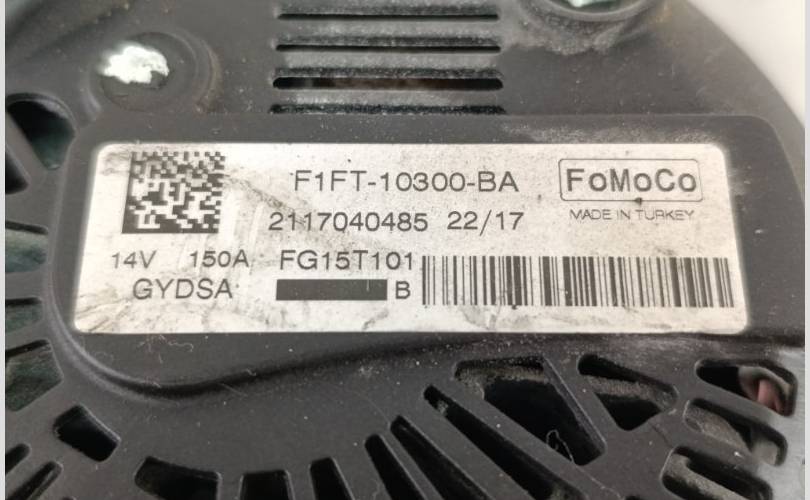 F1FT-10300-BA
FoMoCo
2117040485 22/17
MADE IN TURKEY
14V 150A FG15T101
GYDSA B